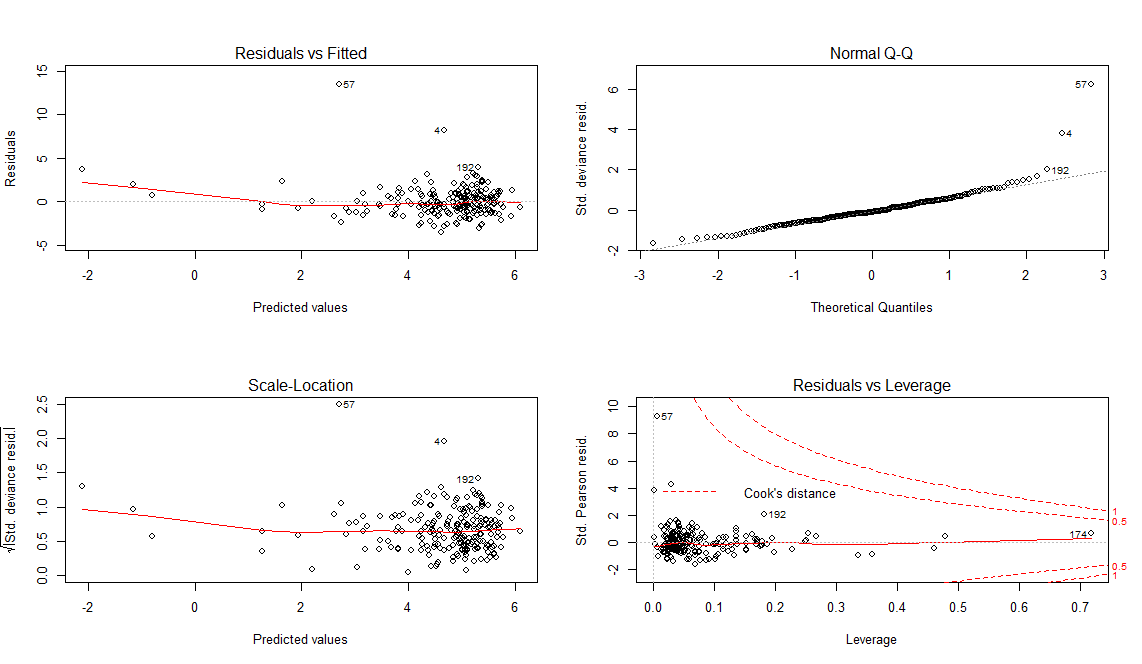 Residuals vs Fitted
Residuals
15
10
5
0
-5
57
4
192
-2 0 2 4 6
Predicted values
Normal Q-Q
Std. deviance resid.
6
4
2
0
-2
57
4
192
-3 -2 -1 0 1 2 3
Theoretical Quantiles
Scale-Location
√|Std. deviance resid.|
2.5
2.0
1.5
1.0
0.5
0.0
57
4
192
-2 0 2 4 6
Predicted values
Residuals vs Leverage
Std. Pearson resid.
10
8
6
4
2
0
-2
57
Cook's distance
192
174
1
0.5
0.5
1
0.0 0.1 0.2 0.3 0.4 0.5 0.6 0.7
Leverage